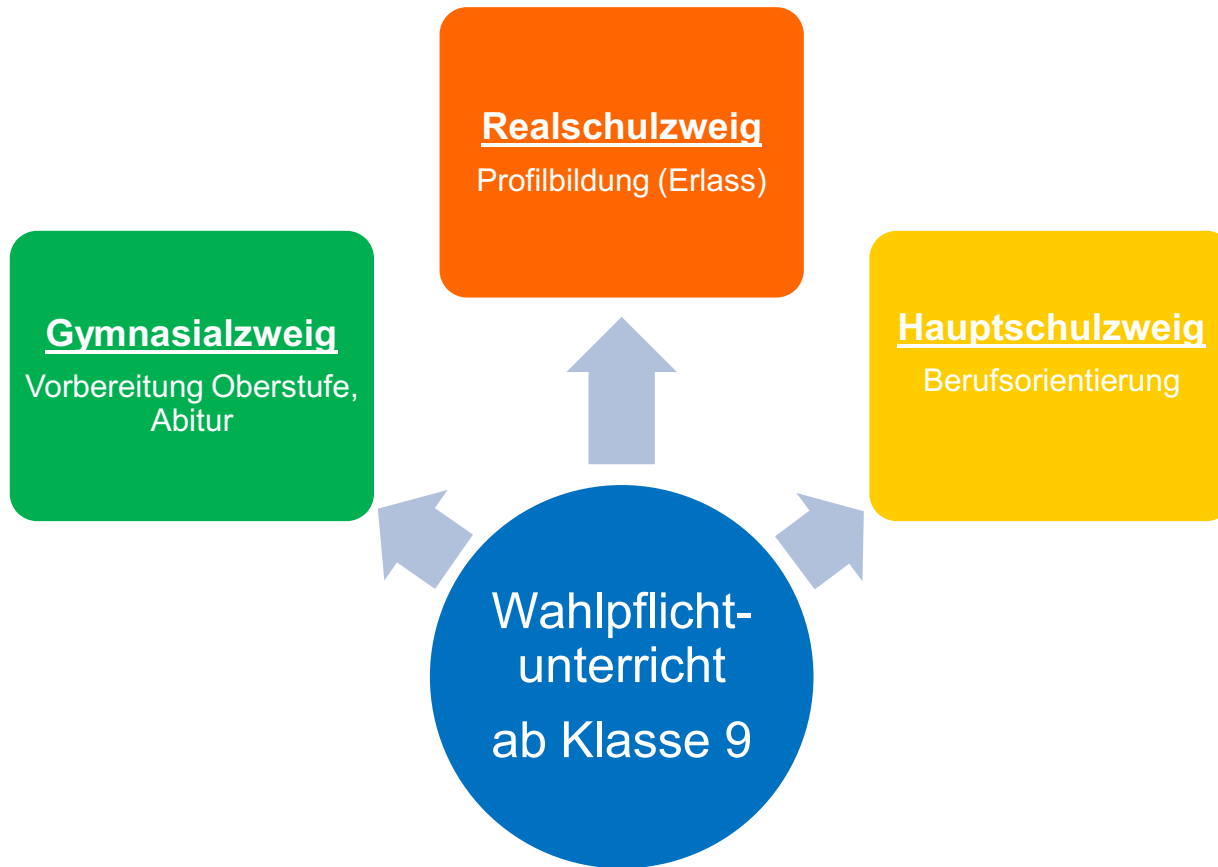 Realschulzweig
Profilbildung (Erlass)
Gymnasialzweig
Vorbereitung Oberstufe,
Abitur
Hauptschulzweig
Berufsorientierung
Wahlpflicht-
unterricht
ab Klasse 9